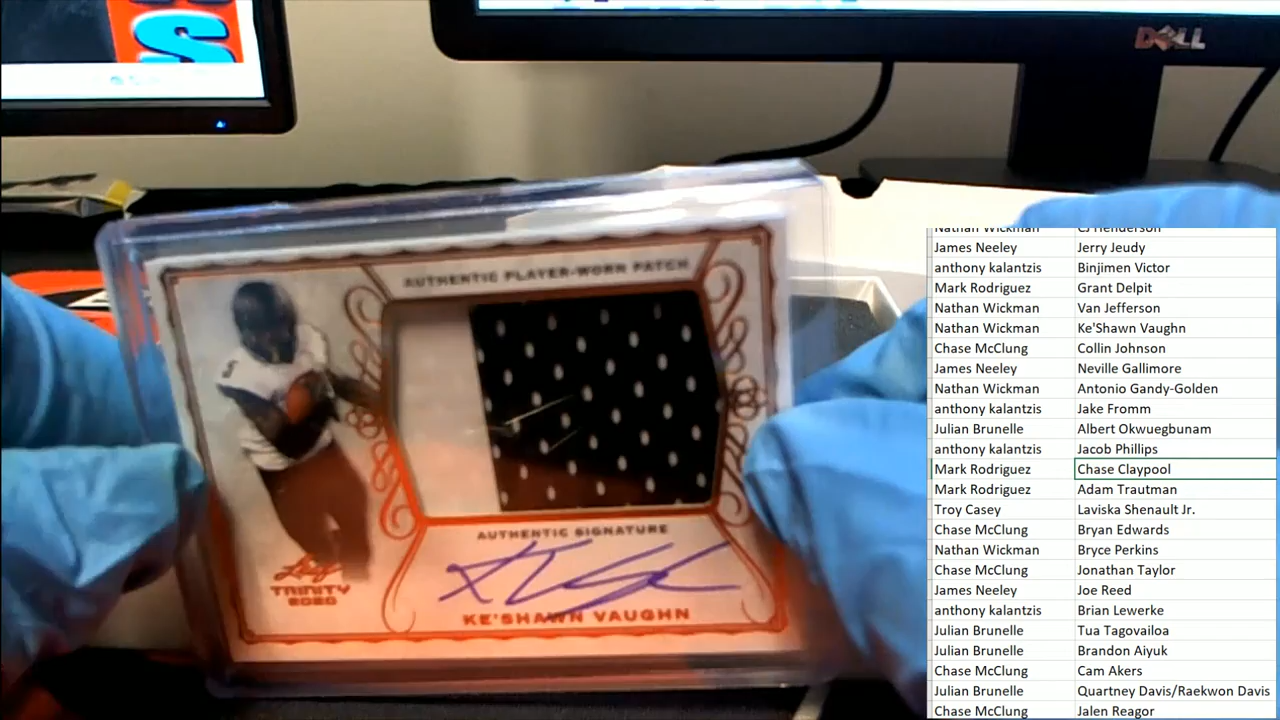 S
DELL
AUTHENTIC PLAYER-WORN PATCH
AUTHENTIC SIGNATURE
Leaf
TRINITY
2020
KE'SHAWN VAUGHN
Nathan Wickman CJ Henderson
James Neeley Jerry Jeudy
anthony kalantzis Binjimen Victor
Mark Rodriguez Grant Delpit
Nathan Wickman Van Jefferson
Nathan Wickman Ke'Shawn Vaughn
Chase McClung Collin Johnson
James Neeley Neville Gallimore
Nathan Wickman Antonio Gandy-Golden
anthony kalantzis Jake Fromm
Julian Brunelle Albert Okwuegbunam
anthony kalantzis Jacob Phillips
Mark Rodriguez Chase Claypool
Mark Rodriguez Adam Trautman
Troy Casey Laviska Shenault Jr.
Chase McClung Bryan Edwards
Nathan Wickman Bryce Perkins
Chase McClung Jonathan Taylor
James Neeley Joe Reed
anthony kalantzis Brian Lewerke
Julian Brunelle Tua Tagovailoa
Julian Brunelle Brandon Aiyuk
Chase McClung Cam Akers
Julian Brunelle Quartney Davis/Raekwon Davis
Chase McClung Jalen Reagor